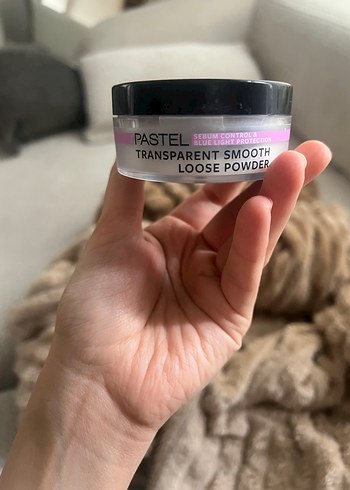 PASTEL
SEBUM CONTROL &
BLUE LIGHT PROTECTION
TRANSPARENT SMOOTH
LOOSE POWDER